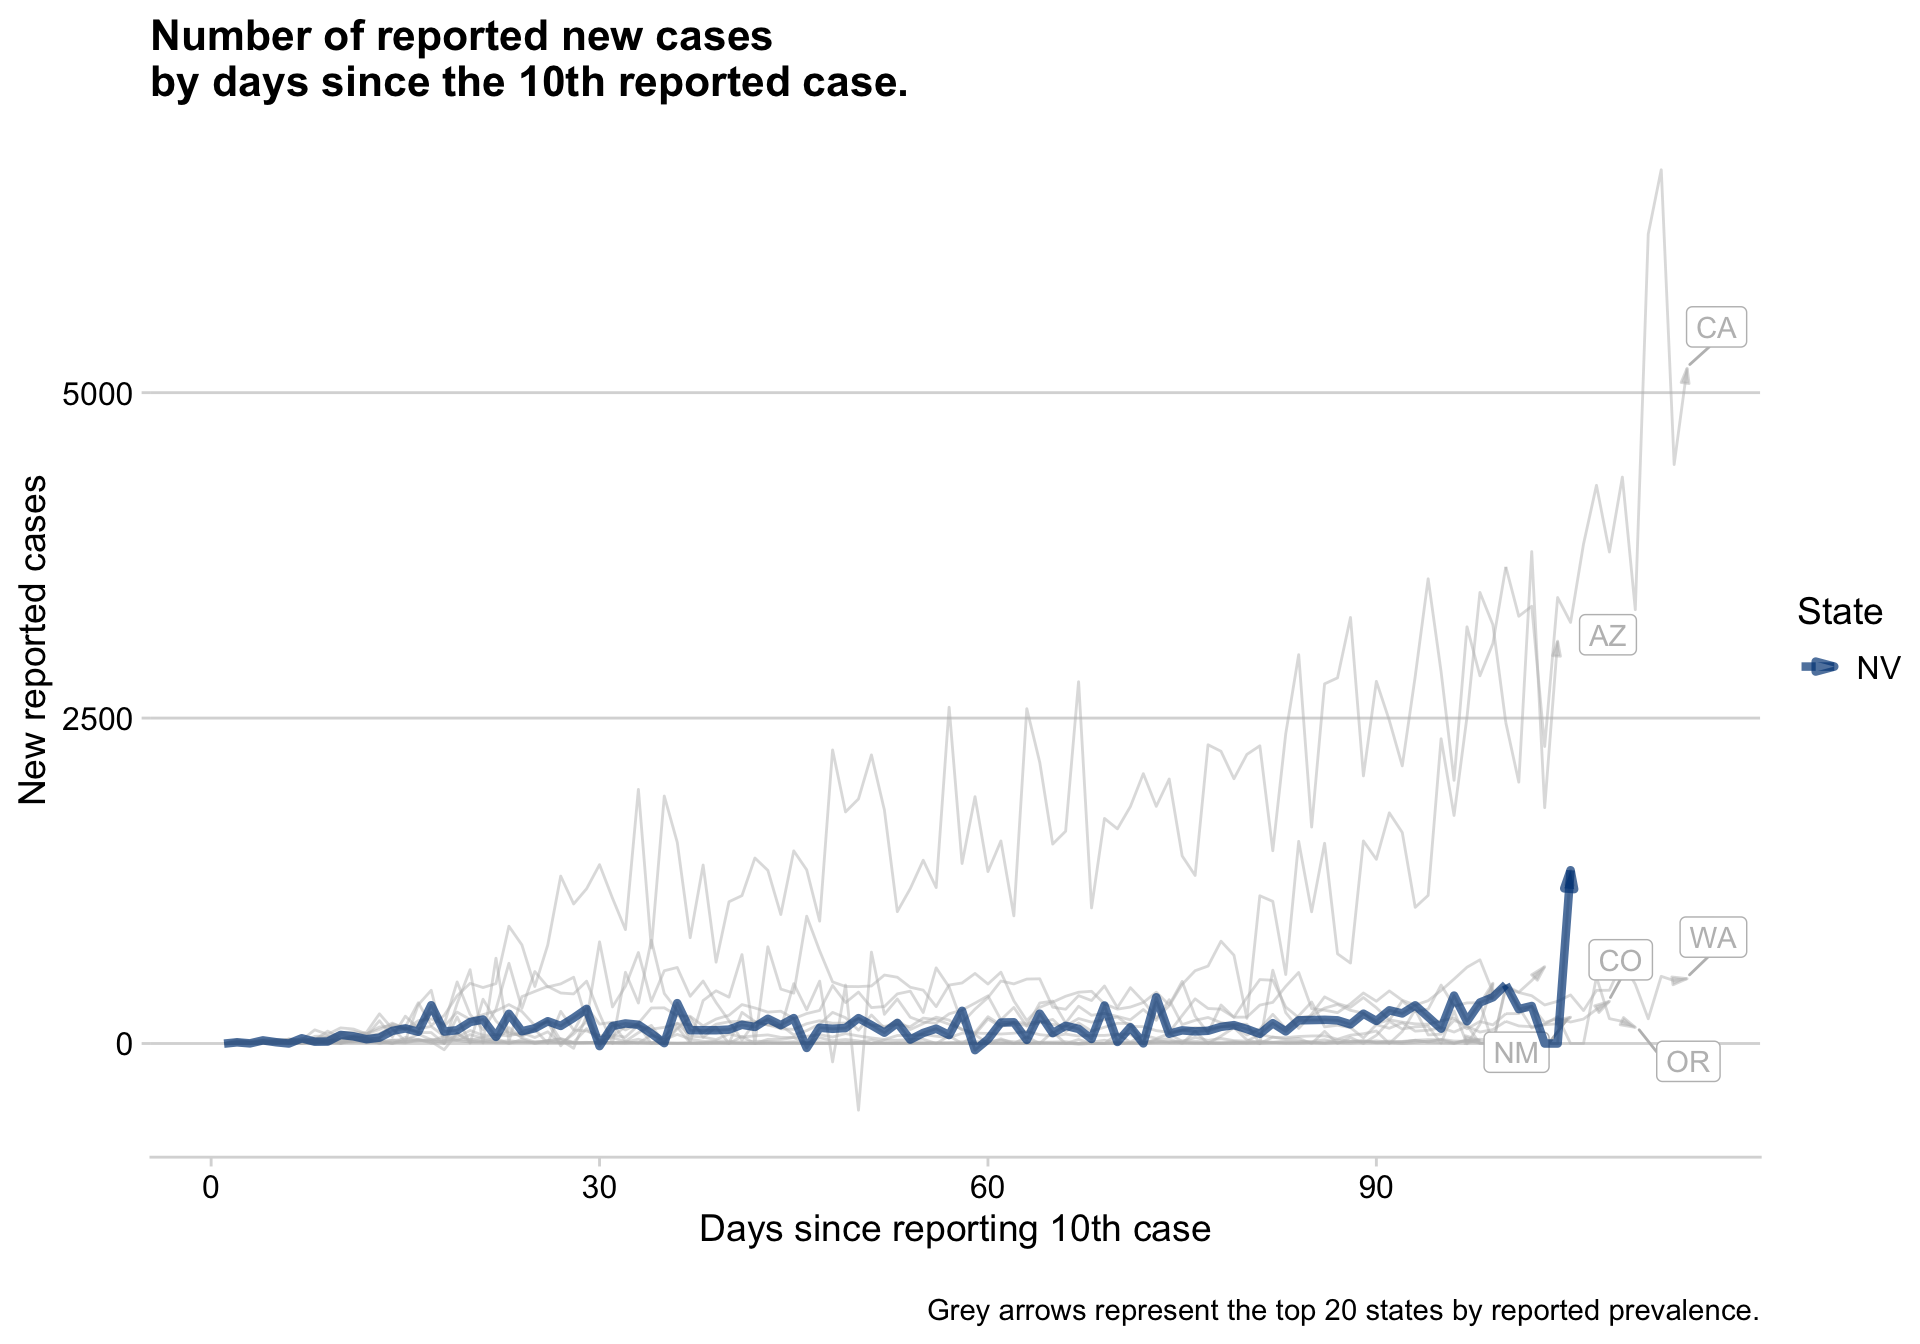 Number of reported new cases
by days since the 10th reported case.
New reported cases
5000
2500
0
CA
AZ
WA
CO
NM
OR
State
NV
0
30
60
90
Days since reporting 10th case
Grey arrows represent the top 20 states by reported prevalence.